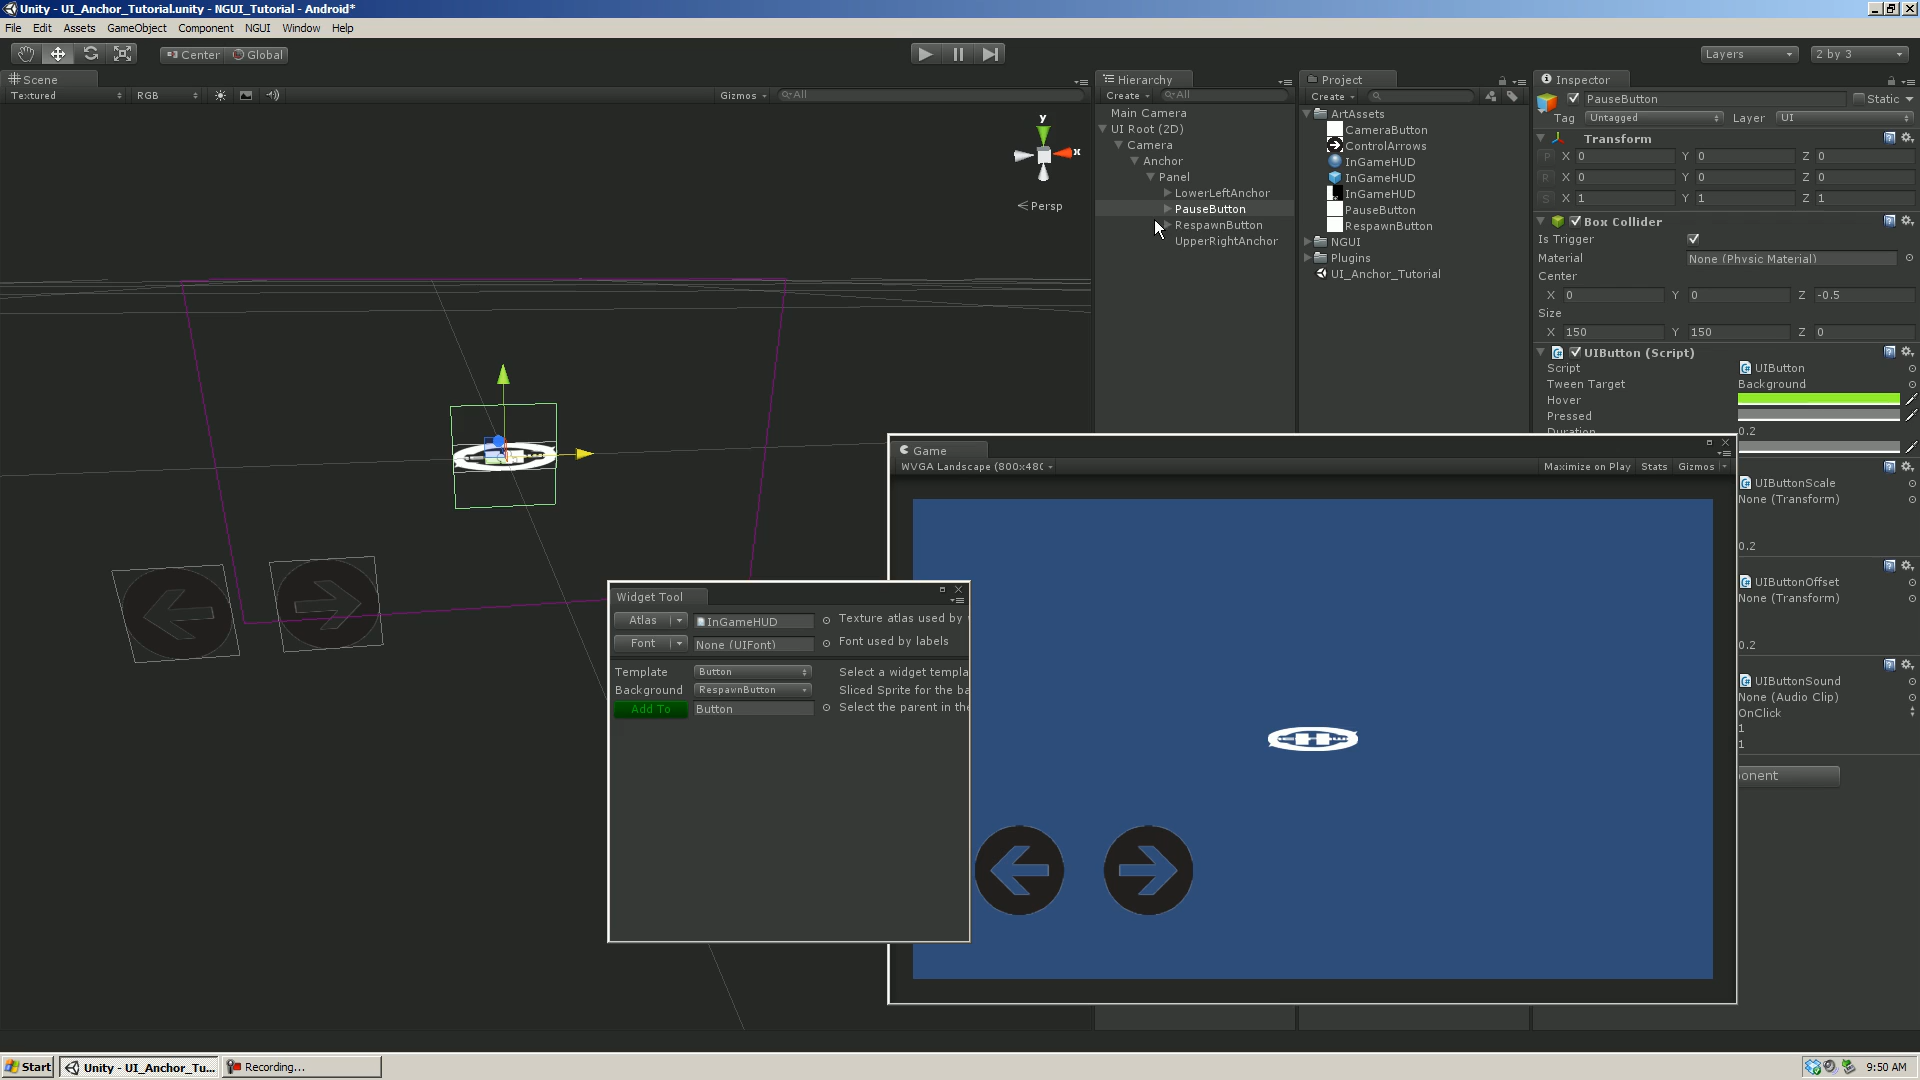 Unity - UI_Anchor_Tutorial.unity - NGUI_Tutorial - Android*
File Edit Assets GameObject Component NGUI Window Help
Center Global
Layers
2 by 3
Scene
Textured RGB Gizmos All
y
x
Persp
Hierarchy
Create All
Main Camera
UI Root (2D)
Camera
Anchor
Panel
LowerLeftAnchor
PauseButton
RespawnButton
UpperRightAnchor
Project
Create
ArtAssets
CameraButton
ControlArrows
InGameHUD
InGameHUD
InGameHUD
PauseButton
RespawnButton
NGUI
Plugins
UI_Anchor_Tutorial
Inspector
PauseButton Static
Tag Untagged Layer UI
Transform
P X 0 Y 0 Z 0
R X 0 Y 0 Z 0
S X 1 Y 1 Z 1
Box Collider
Is Trigger
Material None (Physic Material)
Center
X 0 Y 0 Z -0.5
Size
X 150 Y 150 Z 0
UIButton (Script)
Script UIButton
Tween Target Background
Hover
Pressed
Duration 0.2
UIButtonScale
None (Transform)
0.2
UIButtonOffset
None (Transform)
0.2
UIButtonSound
None (Audio Clip)
OnClick
1
1
ponent
Game
WVGA Landscape (800x480 Maximize on Play Stats Gizmos
Widget Tool
Atlas InGameHUD Texture atlas used by
Font None (UIFont) Font used by labels
Template Button Select a widget templa
Background RespawnButton Sliced Sprite for the ba
Add To Button Select the parent in the
Start Unity - UI_Anchor_Tu... Recording... 9:50 AM